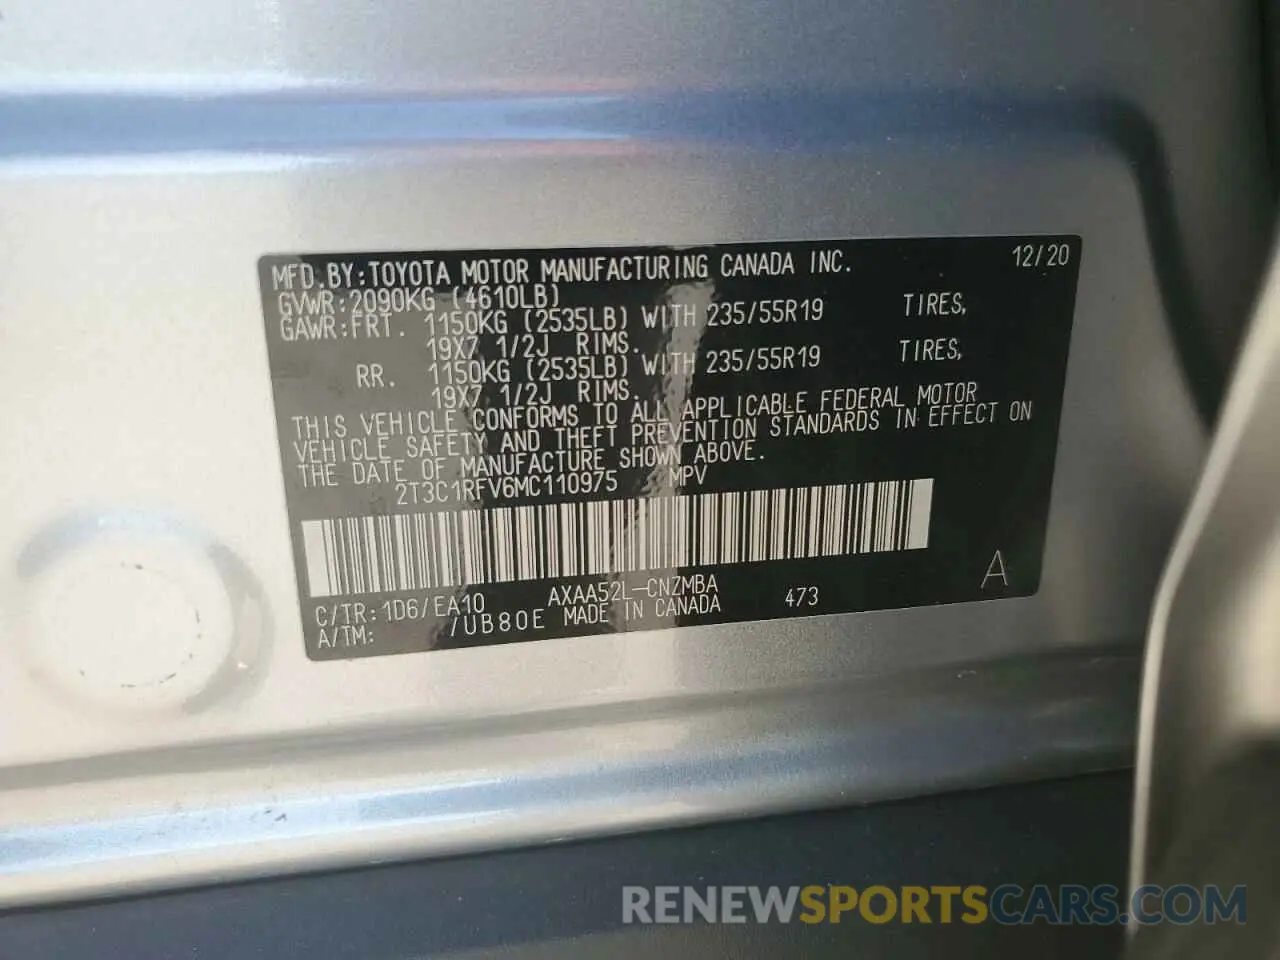 MFD.BY:TOYOTA MOTOR MANUFACTURING CANADA INC. 12/20
GVWR:2090KG (4610LB)
GAWR:FRT. 1150KG (2535LB) WITH 235/55R19 TIRES,
19X7 1/2J RIMS.
RR. 1150KG (2535LB) WITH 235/55R19 TIRES,
19X7 1/2J RIMS.
THIS VEHICLE CONFORMS TO ALL APPLICABLE FEDERAL MOTOR
VEHICLE SAFETY AND THEFT PREVENTION STANDARDS IN EFFECT ON
THE DATE OF MANUFACTURE SHOWN ABOVE.
2T3C1RFV6MC110975 MPV
C/TR:1D6/EA10 AXAA52L-CNZMBA 473 A
A/TM: /UB80E MADE IN CANADA
RENEWSPORTSCARS.COM